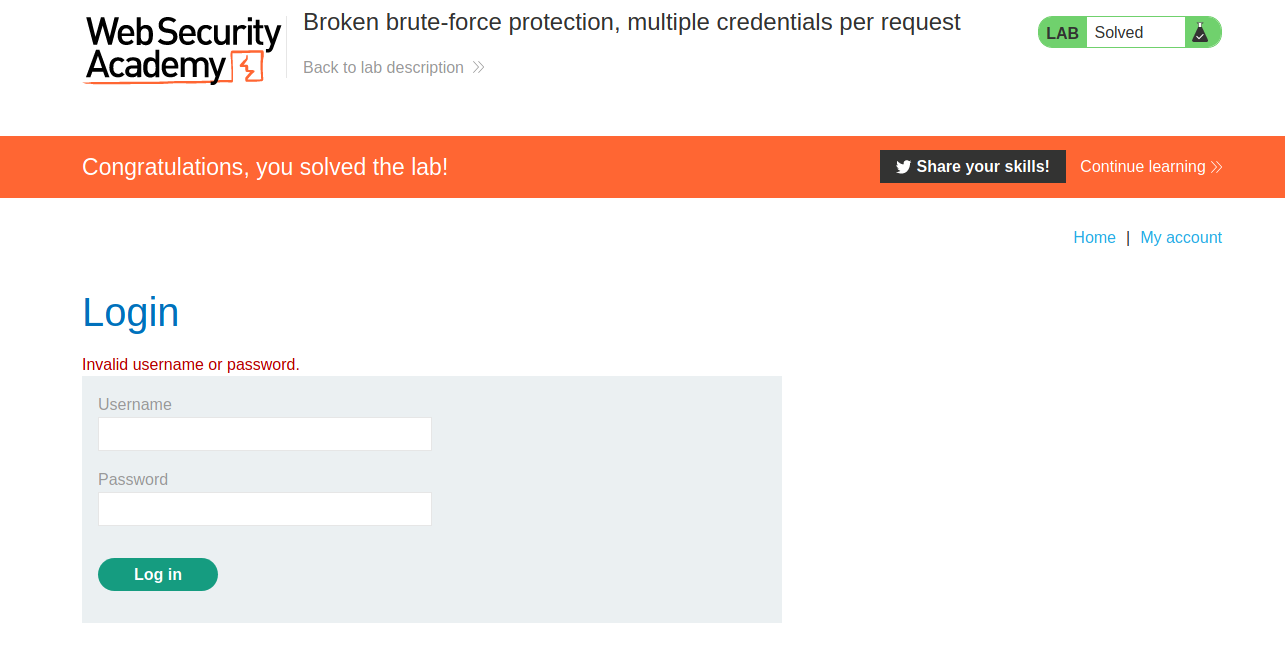 Web Security
Academy
Broken brute-force protection, multiple credentials per request
Back to lab description
LAB Solved
Congratulations, you solved the lab!
Share your skills!
Continue learning
Home | My account
Login
Invalid username or password.
Username
Password
Log in